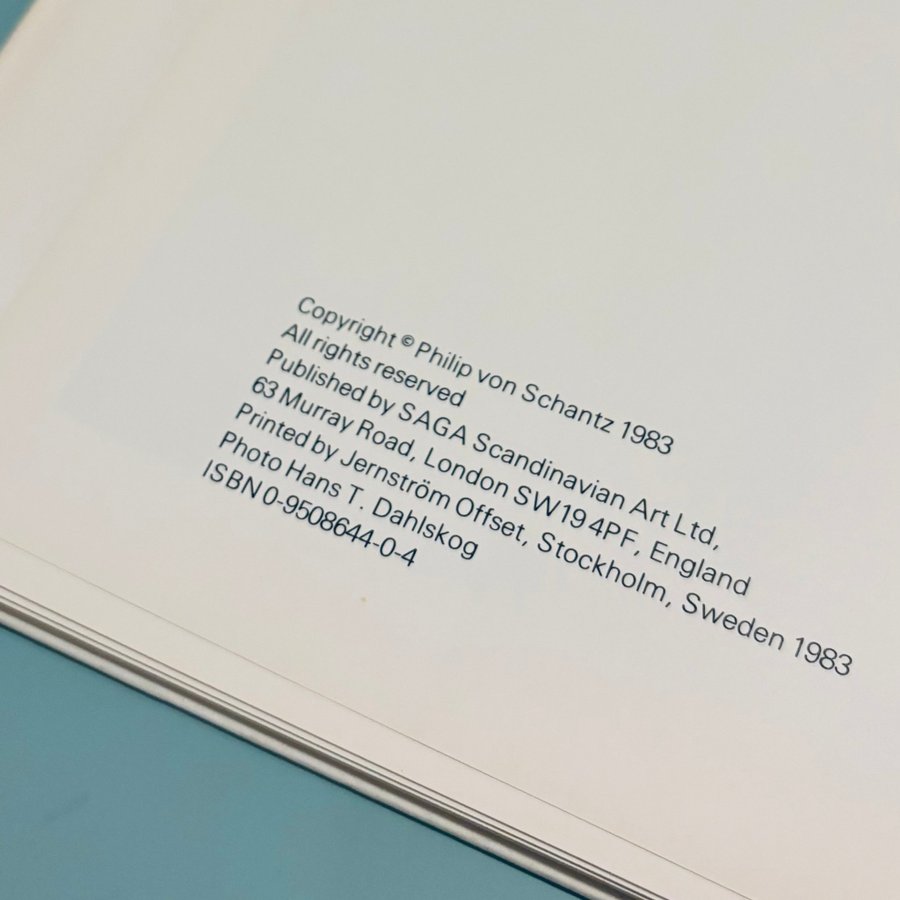 Copyright © Philip von Schantz 1983
All rights reserved
Published by SAGA Scandinavian Art Ltd,
63 Murray Road, London SW19 4PF, England
Printed by Jernström Offset, Stockholm, Sweden 1983
Photo Hans T. Dahlskog
ISBN 0-9508644-0-4